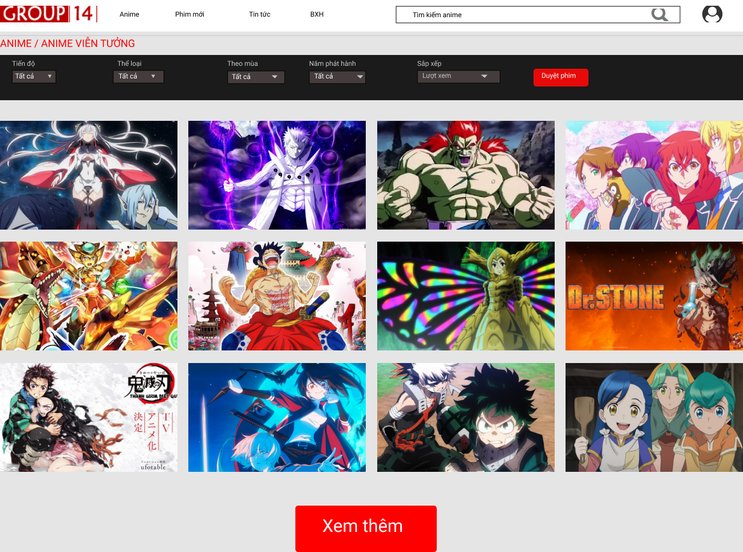 GROUP 14
Anime Phim mới Tin tức BXH Tìm kiếm anime
ANIME / ANIME VIỄN TƯỞNG
Tiến độ Thể loại Theo mùa Năm phát hành Sắp xếp
Tất cả Tất cả Tất cả Tất cả Lượt xem Duyệt phim
Dr.STONE
鬼滅の刃
TVアニメ化決定
ufotable
Xem thêm